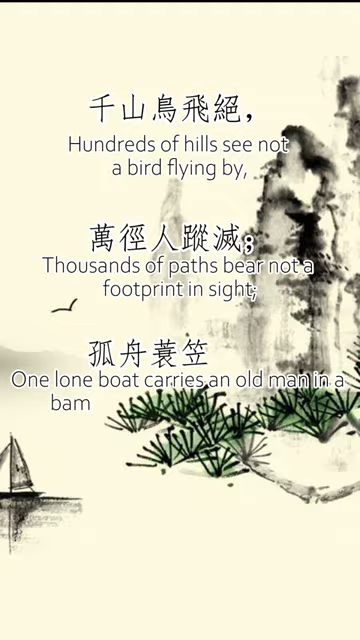 千山鳥飛絕，
Hundreds of hills see not
a bird flying by,
萬徑人蹤滅；
Thousands of paths bear not a
footprint in sight;
孤舟蓑笠
One lone boat carries an old man in a
bam